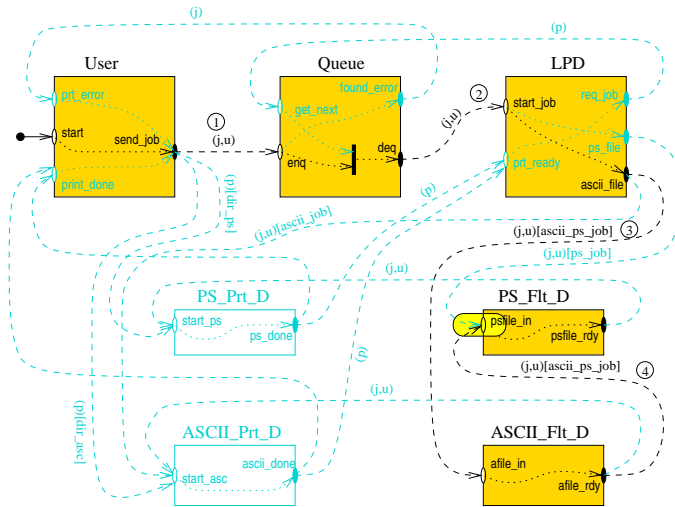 (j)
(p)
User
Queue
LPD
prt_error
found_error
req_job
get_next
start_job
start
send_job
1
(j,u)
2
(j,u)
enq
deq
ps_file
prt_ready
print_done
ascii_file
(p)[dir_ps]
(j,u)[ascii_job]
(p)
(j,u)[ascii_ps_job]
3
(j,u)[ps_job]
(j,u)
PS_Prt_D
PS_Flt_D
start_ps
ps_done
psfile_in
psfile_rdy
(p)
(j,u)[ascii_ps_job]
4
(p)[dir_asc]
(j,u)
ASCII_Prt_D
ASCII_Flt_D
ascii_done
start_asc
afile_in
afile_rdy